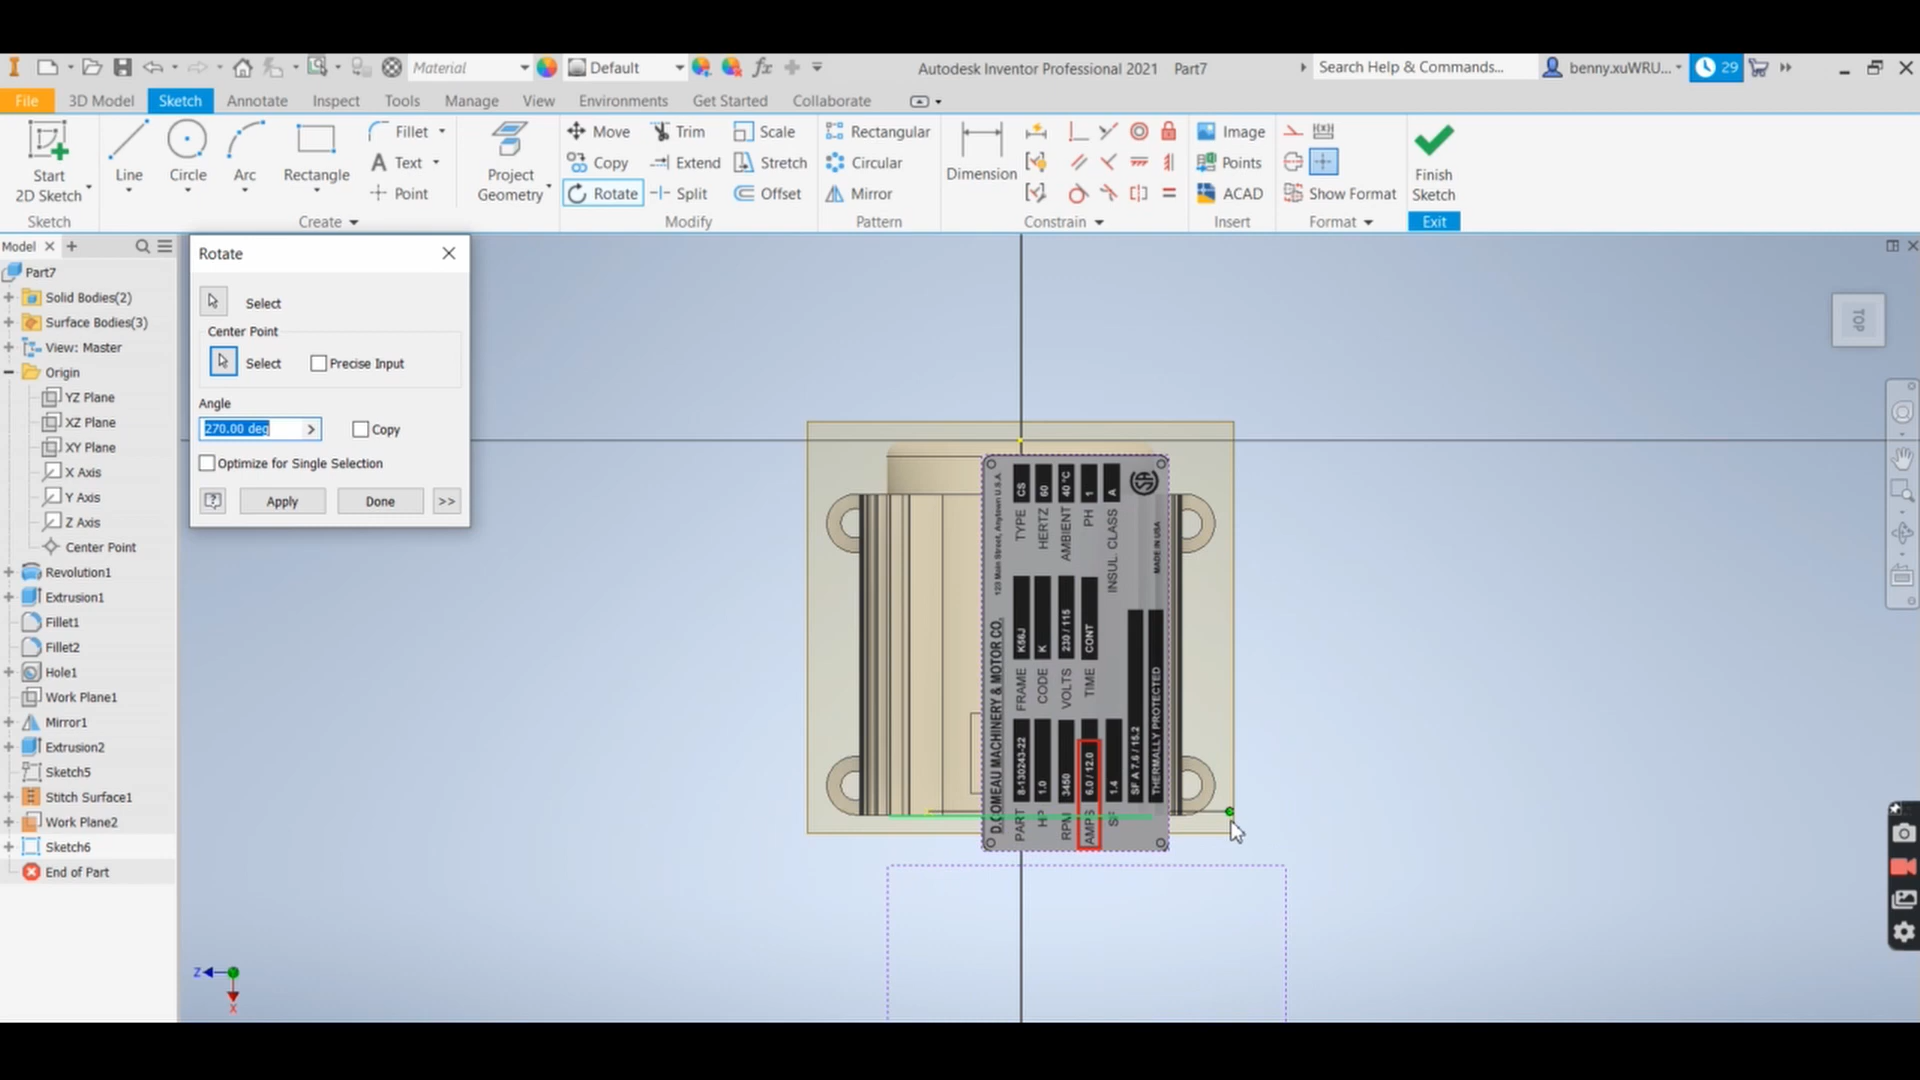 Material
Default
fx
Autodesk Inventor Professional 2021 Part7
Search Help & Commands...
benny.xuWRU...
29
File
3D Model
Sketch
Annotate
Inspect
Tools
Manage
View
Environments
Get Started
Collaborate
Start
2D Sketch
Line
Circle
Arc
Rectangle
Fillet
Text
Point
Project
Geometry
Move
Copy
Rotate
Trim
Extend
Split
Scale
Stretch
Offset
Rectangular
Circular
Mirror
Dimension
Image
Points
ACAD
Show Format
Finish
Sketch
Sketch
Create
Modify
Pattern
Constrain
Insert
Format
Exit
Model
Part7
Solid Bodies(2)
Surface Bodies(3)
View: Master
Origin
YZ Plane
XZ Plane
XY Plane
X Axis
Y Axis
Z Axis
Center Point
Revolution1
Extrusion1
Fillet1
Fillet2
Hole1
Work Plane1
Mirror1
Extrusion2
Sketch5
Stitch Surface1
Work Plane2
Sketch6
End of Part
Rotate
Select
Center Point
Select
Precise Input
Angle
270.00 deg
Copy
Optimize for Single Selection
Apply
Done
>>
TOP
D.COMEAU MACHINERY & MOTOR CO. 123 Main Street, Anytown U.S.A.
PART 8-130243-22 FRAME K56J TYPE CS
HP 1.0 CODE K HERTZ 60
RPM 3450 VOLTS 230 / 115 AMBIENT 40 °C
AMPS 6.0 / 12.0 TIME CONT PH 1
SF 1.4 INSUL. CLASS A
SF A 7.6 / 15.2
THERMALLY PROTECTED MADE IN USA
SA
Z
X